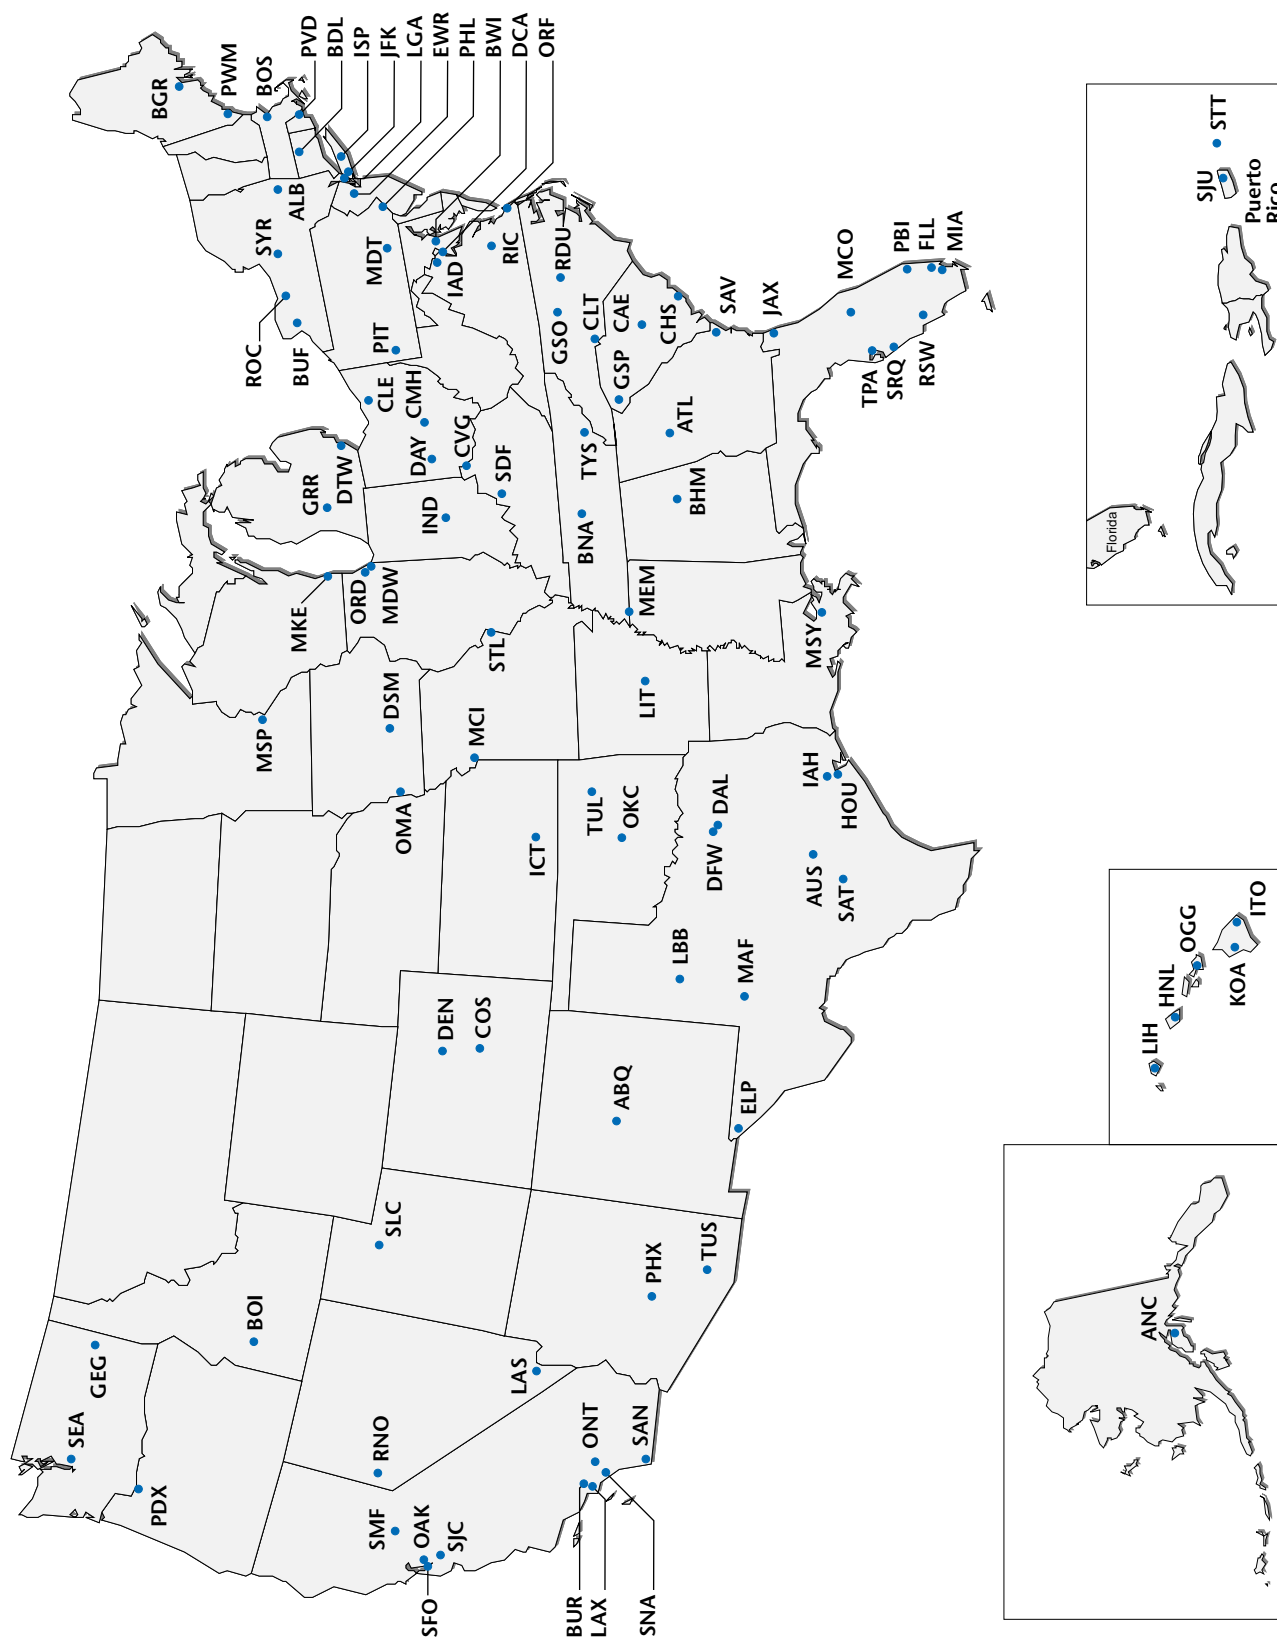 SEA
GEG
PDX
BOI
RNO
SMF
OAK
SJC
SFO
BUR
LAX
SNA
ONT
SAN
LAS
SLC
PHX
TUS
DEN
COS
ABQ
ELP
LBB
MAF
DFW
DAL
AUS
SAT
IAH
HOU
TUL
OKC
ICT
OMA
MCI
DSM
MSP
LIT
STL
MKE
ORD
MDW
MEM
MSY
GRR
DTW
IND
SDF
BNA
TYS
BHM
ATL
CLE
CMH
DAY
CVG
PIT
MDT
IAD
RIC
ROC
BUF
SYR
ALB
BGR
PWM
BOS
PVD
BDL
ISP
JFK
LGA
EWR
PHL
BWI
DCA
ORF
RDU
GSO
CLT
CAE
GSP
CHS
SAV
JAX
MCO
TPA
SRQ
RSW
PBI
FLL
MIA
ANC
LIH
HNL
OGG
KOA
ITO
Florida
SJU
STT
Puerto
Rico